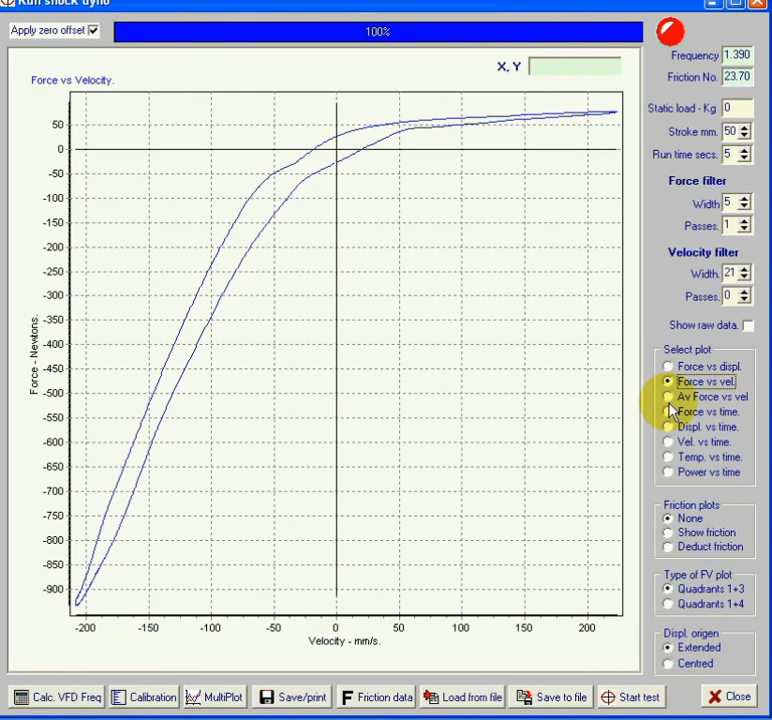 Run shock dyno
Apply zero offset
100%
Frequency 1.390
Friction No. 23.70
Static load - Kg 0
Stroke mm. 50
Run time secs. 5
Force filter
Width 5
Passes. 1
Velocity filter
Width. 21
Passes. 0
Show raw data.
Select plot
Force vs displ.
Force vs vel.
Av Force vs vel
Force vs time.
Displ. vs time.
Vel. vs time.
Temp. vs time.
Power vs time
Friction plots
None
Show friction
Deduct friction
Type of FV plot
Quadrants 1+3
Quadrants 1+4
Displ. origen
Extended
Centred
X, Y
Force vs Velocity.
50
0
-50
-100
-150
-200
-250
-300
-350
-400
-450
-500
-550
-600
-650
-700
-750
-800
-850
-900
Force - Newtons.
-200 -150 -100 -50 0 50 100 150 200
Velocity - mm/s.
Calc. VFD Freq Calibration MultiPlot Save/print Friction data Load from file Save to file Start test Close